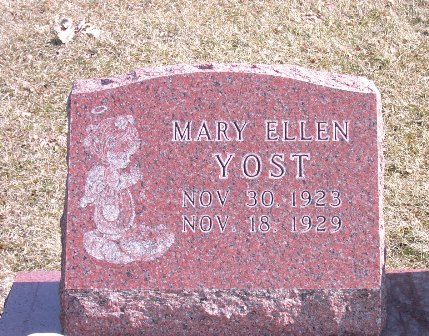 MARY ELLEN
YOST
NOV. 30. 1923
NOV. 18. 1929